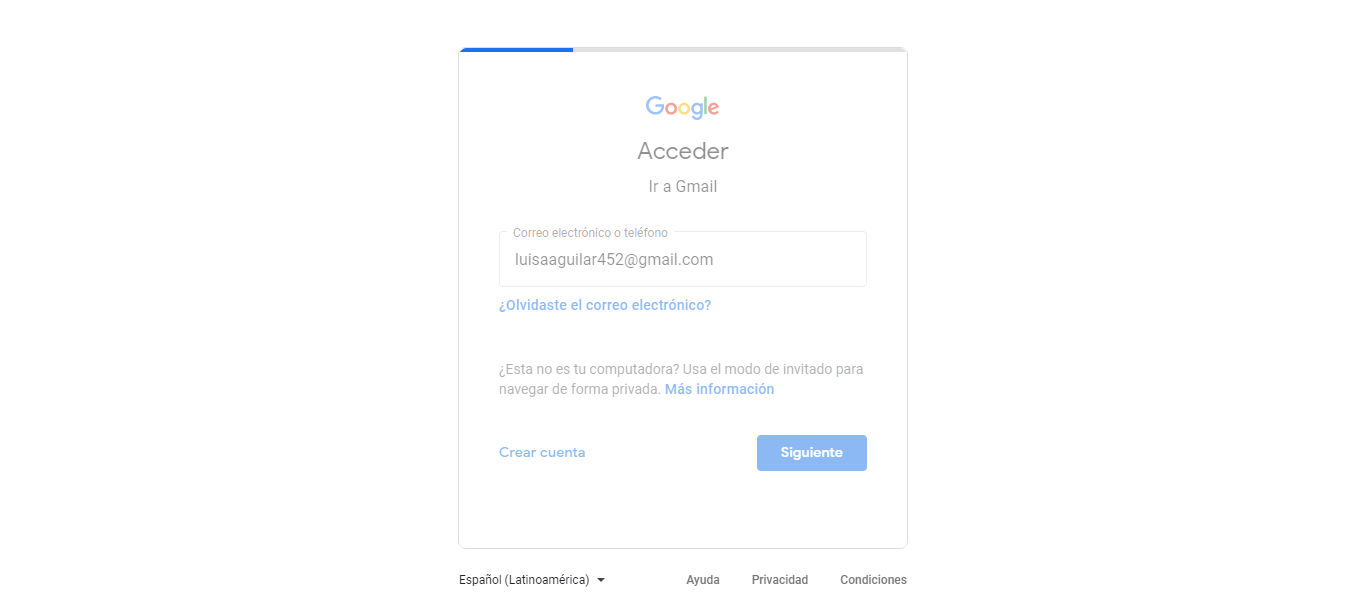 Google
Acceder
Ir a Gmail
Correo electrónico o teléfono
luisaaguilar452@gmail.com
¿Olvidaste el correo electrónico?
¿Esta no es tu computadora? Usa el modo de invitado para
navegar de forma privada. Más información
Crear cuenta Siguiente
Español (Latinoamérica) Ayuda Privacidad Condiciones